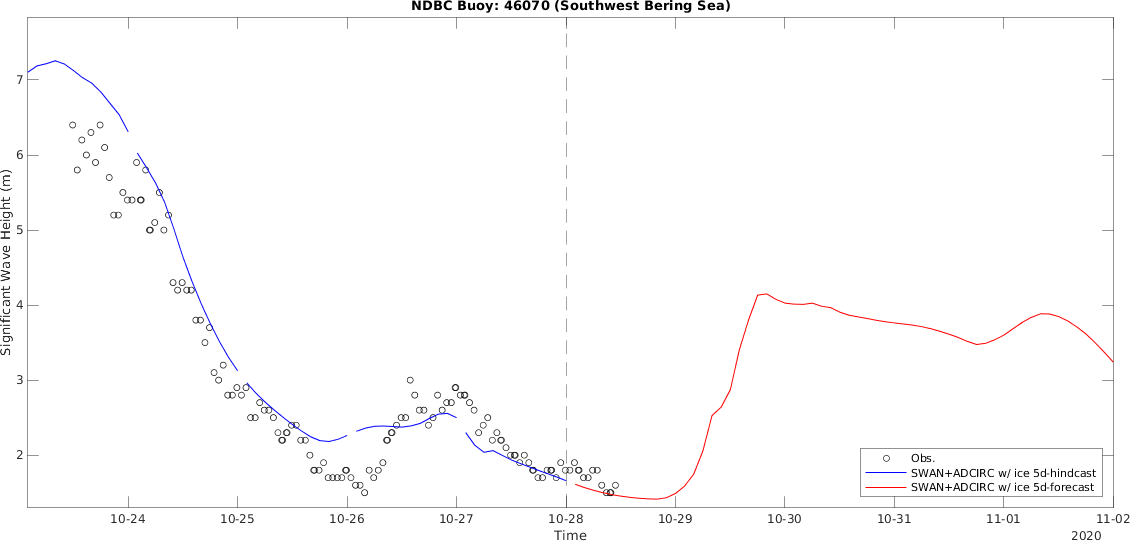 NDBC Buoy: 46070 (Southwest Bering Sea)
Significant Wave Height (m)
7
6
5
4
3
2
Obs.
SWAN+ADCIRC w/ ice 5d-hindcast
SWAN+ADCIRC w/ ice 5d-forecast
10-24 10-25 10-26 10-27 10-28 10-29 10-30 10-31 11-01 11-02
Time
2020